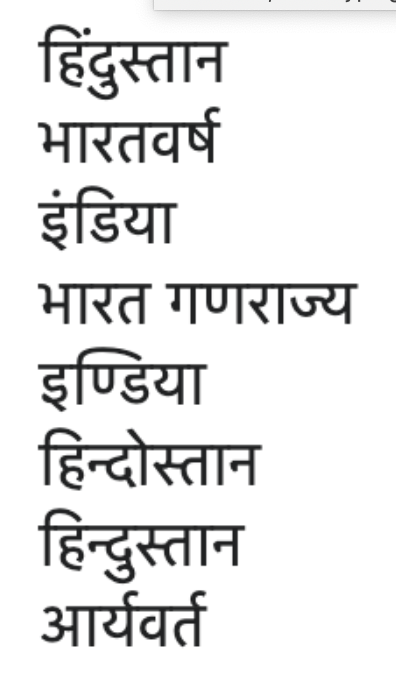 हिंदुस्तान
भारतवर्ष
इंडिया
भारत गणराज्य
इण्डिया
हिन्दोस्तान
हिन्दुस्तान
आर्यवर्त